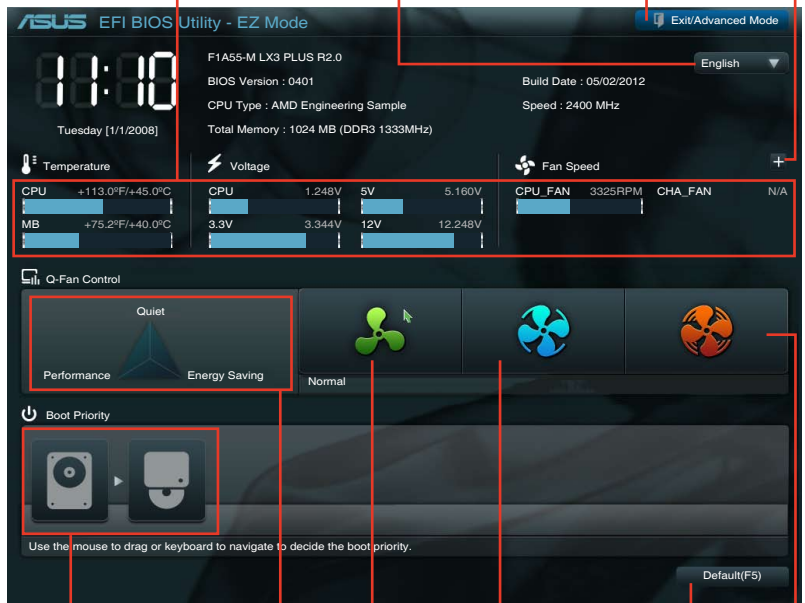 ASUS EFI BIOS Utility - EZ Mode
Exit/Advanced Mode
11:10
Tuesday [1/1/2008]
F1A55-M LX3 PLUS R2.0
BIOS Version : 0401
CPU Type : AMD Engineering Sample
Total Memory : 1024 MB (DDR3 1333MHz)
English
Build Date : 05/02/2012
Speed : 2400 MHz
Temperature
Voltage
Fan Speed
CPU +113.0ºF/+45.0ºC
CPU 1.248V 5V 5.160V
CPU_FAN 3325RPM CHA_FAN N/A
MB +75.2ºF/+40.0ºC
3.3V 3.344V 12V 12.248V
Q-Fan Control
Quiet
Performance Energy Saving
Normal
Boot Priority
Use the mouse to drag or keyboard to navigate to decide the boot priority.
Default(F5)